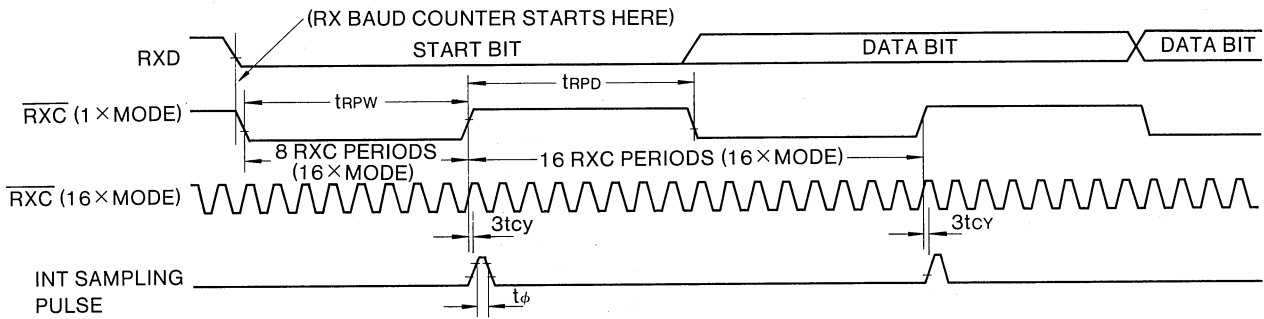 (RX BAUD COUNTER STARTS HERE)
RXD
START BIT
DATA BIT
DATA BIT
tRPW
tRPD
RXC (1×MODE)
8 RXC PERIODS
(16×MODE)
16 RXC PERIODS (16×MODE)
RXC (16×MODE)
3tcy
3tCY
INT SAMPLING
PULSE
tϕ